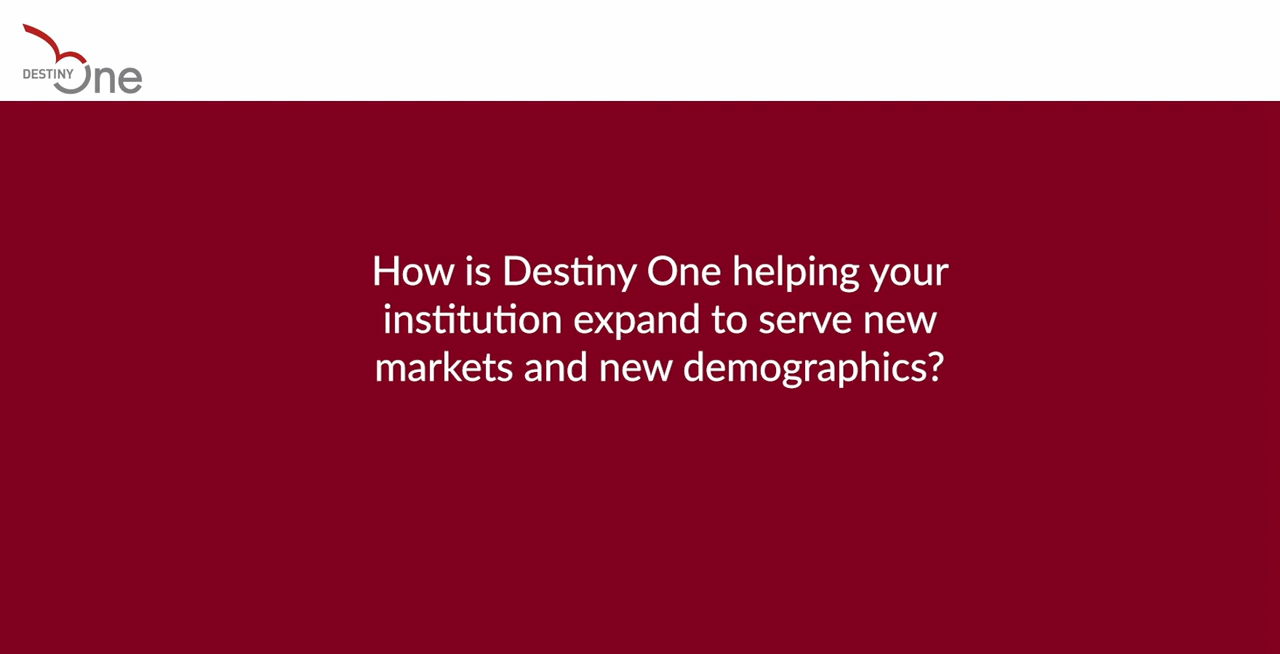 DESTINY One
How is Destiny One helping your
institution expand to serve new
markets and new demographics?